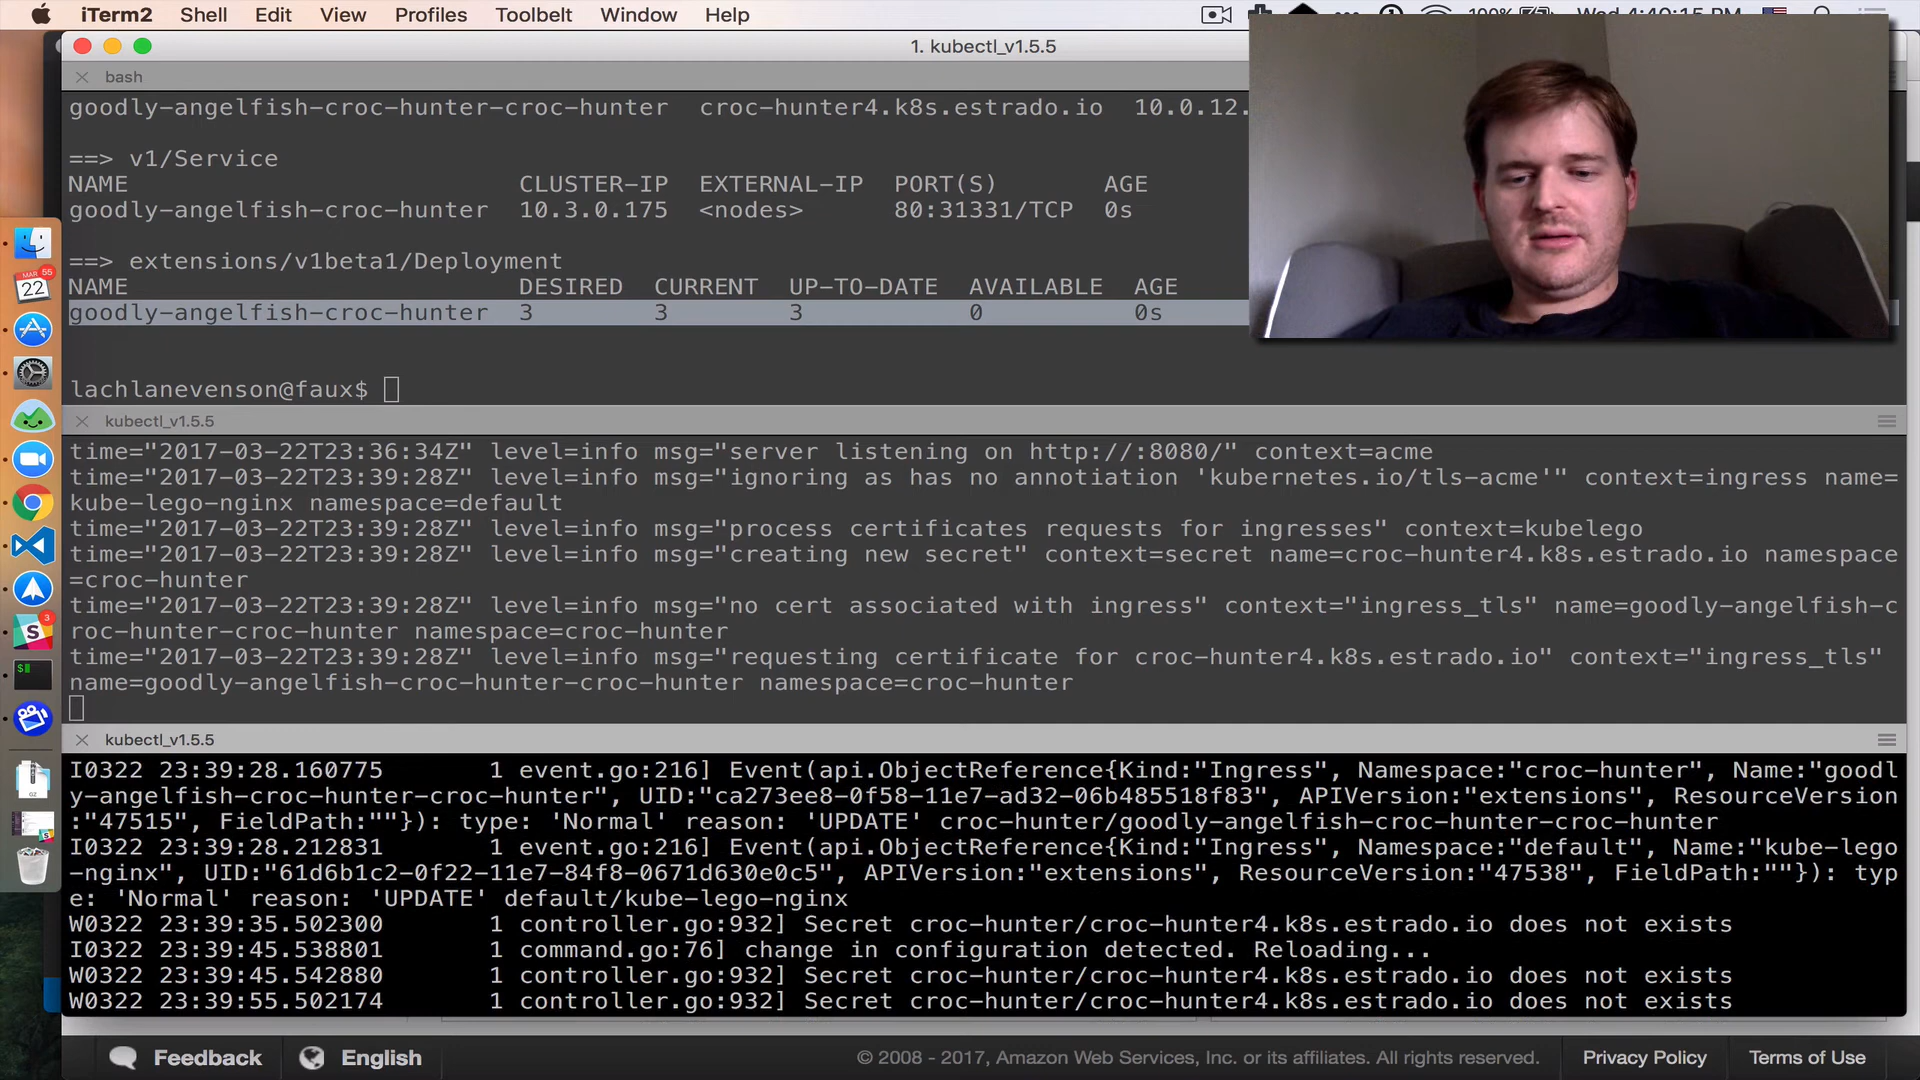 iTerm2 Shell Edit View Profiles Toolbelt Window Help
1. kubectl_v1.5.5
bash
goodly-angelfish-croc-hunter-croc-hunter croc-hunter4.k8s.estrado.io 10.0.12.
==> v1/Service
NAME CLUSTER-IP EXTERNAL-IP PORT(S) AGE
goodly-angelfish-croc-hunter 10.3.0.175 <nodes> 80:31331/TCP 0s
==> extensions/v1beta1/Deployment
NAME DESIRED CURRENT UP-TO-DATE AVAILABLE AGE
goodly-angelfish-croc-hunter 3 3 3 0 0s
lachlanevenson@faux$
kubectl_v1.5.5
time="2017-03-22T23:36:34Z" level=info msg="server listening on http://:8080/" context=acme
time="2017-03-22T23:39:28Z" level=info msg="ignoring as has no annotiation 'kubernetes.io/tls-acme'" context=ingress name=
kube-lego-nginx namespace=default
time="2017-03-22T23:39:28Z" level=info msg="process certificates requests for ingresses" context=kubelego
time="2017-03-22T23:39:28Z" level=info msg="creating new secret" context=secret name=croc-hunter4.k8s.estrado.io namespace
=croc-hunter
time="2017-03-22T23:39:28Z" level=info msg="no cert associated with ingress" context="ingress_tls" name=goodly-angelfish-c
roc-hunter-croc-hunter namespace=croc-hunter
time="2017-03-22T23:39:28Z" level=info msg="requesting certificate for croc-hunter4.k8s.estrado.io" context="ingress_tls"
name=goodly-angelfish-croc-hunter-croc-hunter namespace=croc-hunter
kubectl_v1.5.5
I0322 23:39:28.160775 1 event.go:216] Event(api.ObjectReference{Kind:"Ingress", Namespace:"croc-hunter", Name:"goodl
y-angelfish-croc-hunter-croc-hunter", UID:"ca273ee8-0f58-11e7-ad32-06b485518f83", APIVersion:"extensions", ResourceVersion
:"47515", FieldPath:""}): type: 'Normal' reason: 'UPDATE' croc-hunter/goodly-angelfish-croc-hunter-croc-hunter
I0322 23:39:28.212831 1 event.go:216] Event(api.ObjectReference{Kind:"Ingress", Namespace:"default", Name:"kube-lego
-nginx", UID:"61d6b1c2-0f22-11e7-84f8-0671d630e0c5", APIVersion:"extensions", ResourceVersion:"47538", FieldPath:""}): typ
e: 'Normal' reason: 'UPDATE' default/kube-lego-nginx
W0322 23:39:35.502300 1 controller.go:932] Secret croc-hunter/croc-hunter4.k8s.estrado.io does not exists
I0322 23:39:45.538801 1 command.go:76] change in configuration detected. Reloading...
W0322 23:39:45.542880 1 controller.go:932] Secret croc-hunter/croc-hunter4.k8s.estrado.io does not exists
W0322 23:39:55.502174 1 controller.go:932] Secret croc-hunter/croc-hunter4.k8s.estrado.io does not exists
MAR 55
22
3
Feedback English © 2008 - 2017, Amazon Web Services, Inc. or its affiliates. All rights reserved. Privacy Policy Terms of Use